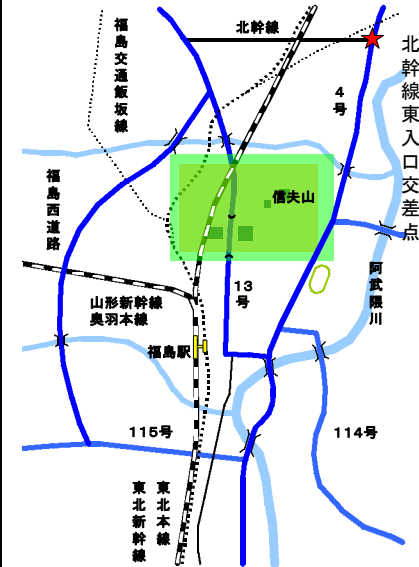 北幹線
福島交通飯坂線
北幹線東入口交差点
4号
信夫山
福島西道路
阿武隈川
13号
山形新幹線
奥羽本線
福島駅
115号
114号
東北本線
東北新幹線